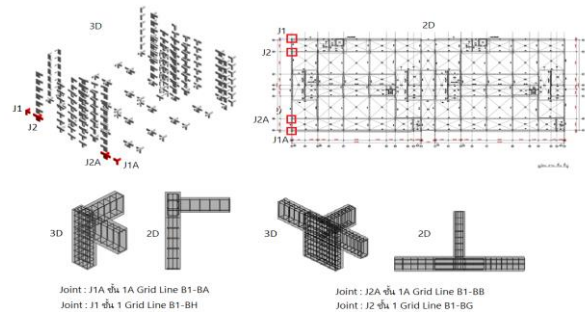 3D
J1
J2
J2A
J1A
2D
J1
J2
J2A
J1A
3D
2D
Joint : J1A ชั้น 1A Grid Line B1-BA
Joint : J1 ชั้น 1 Grid Line B1-BH
3D
2D
Joint : J2A ชั้น 1A Grid Line B1-BB
Joint : J2 ชั้น 1 Grid Line B1-BG